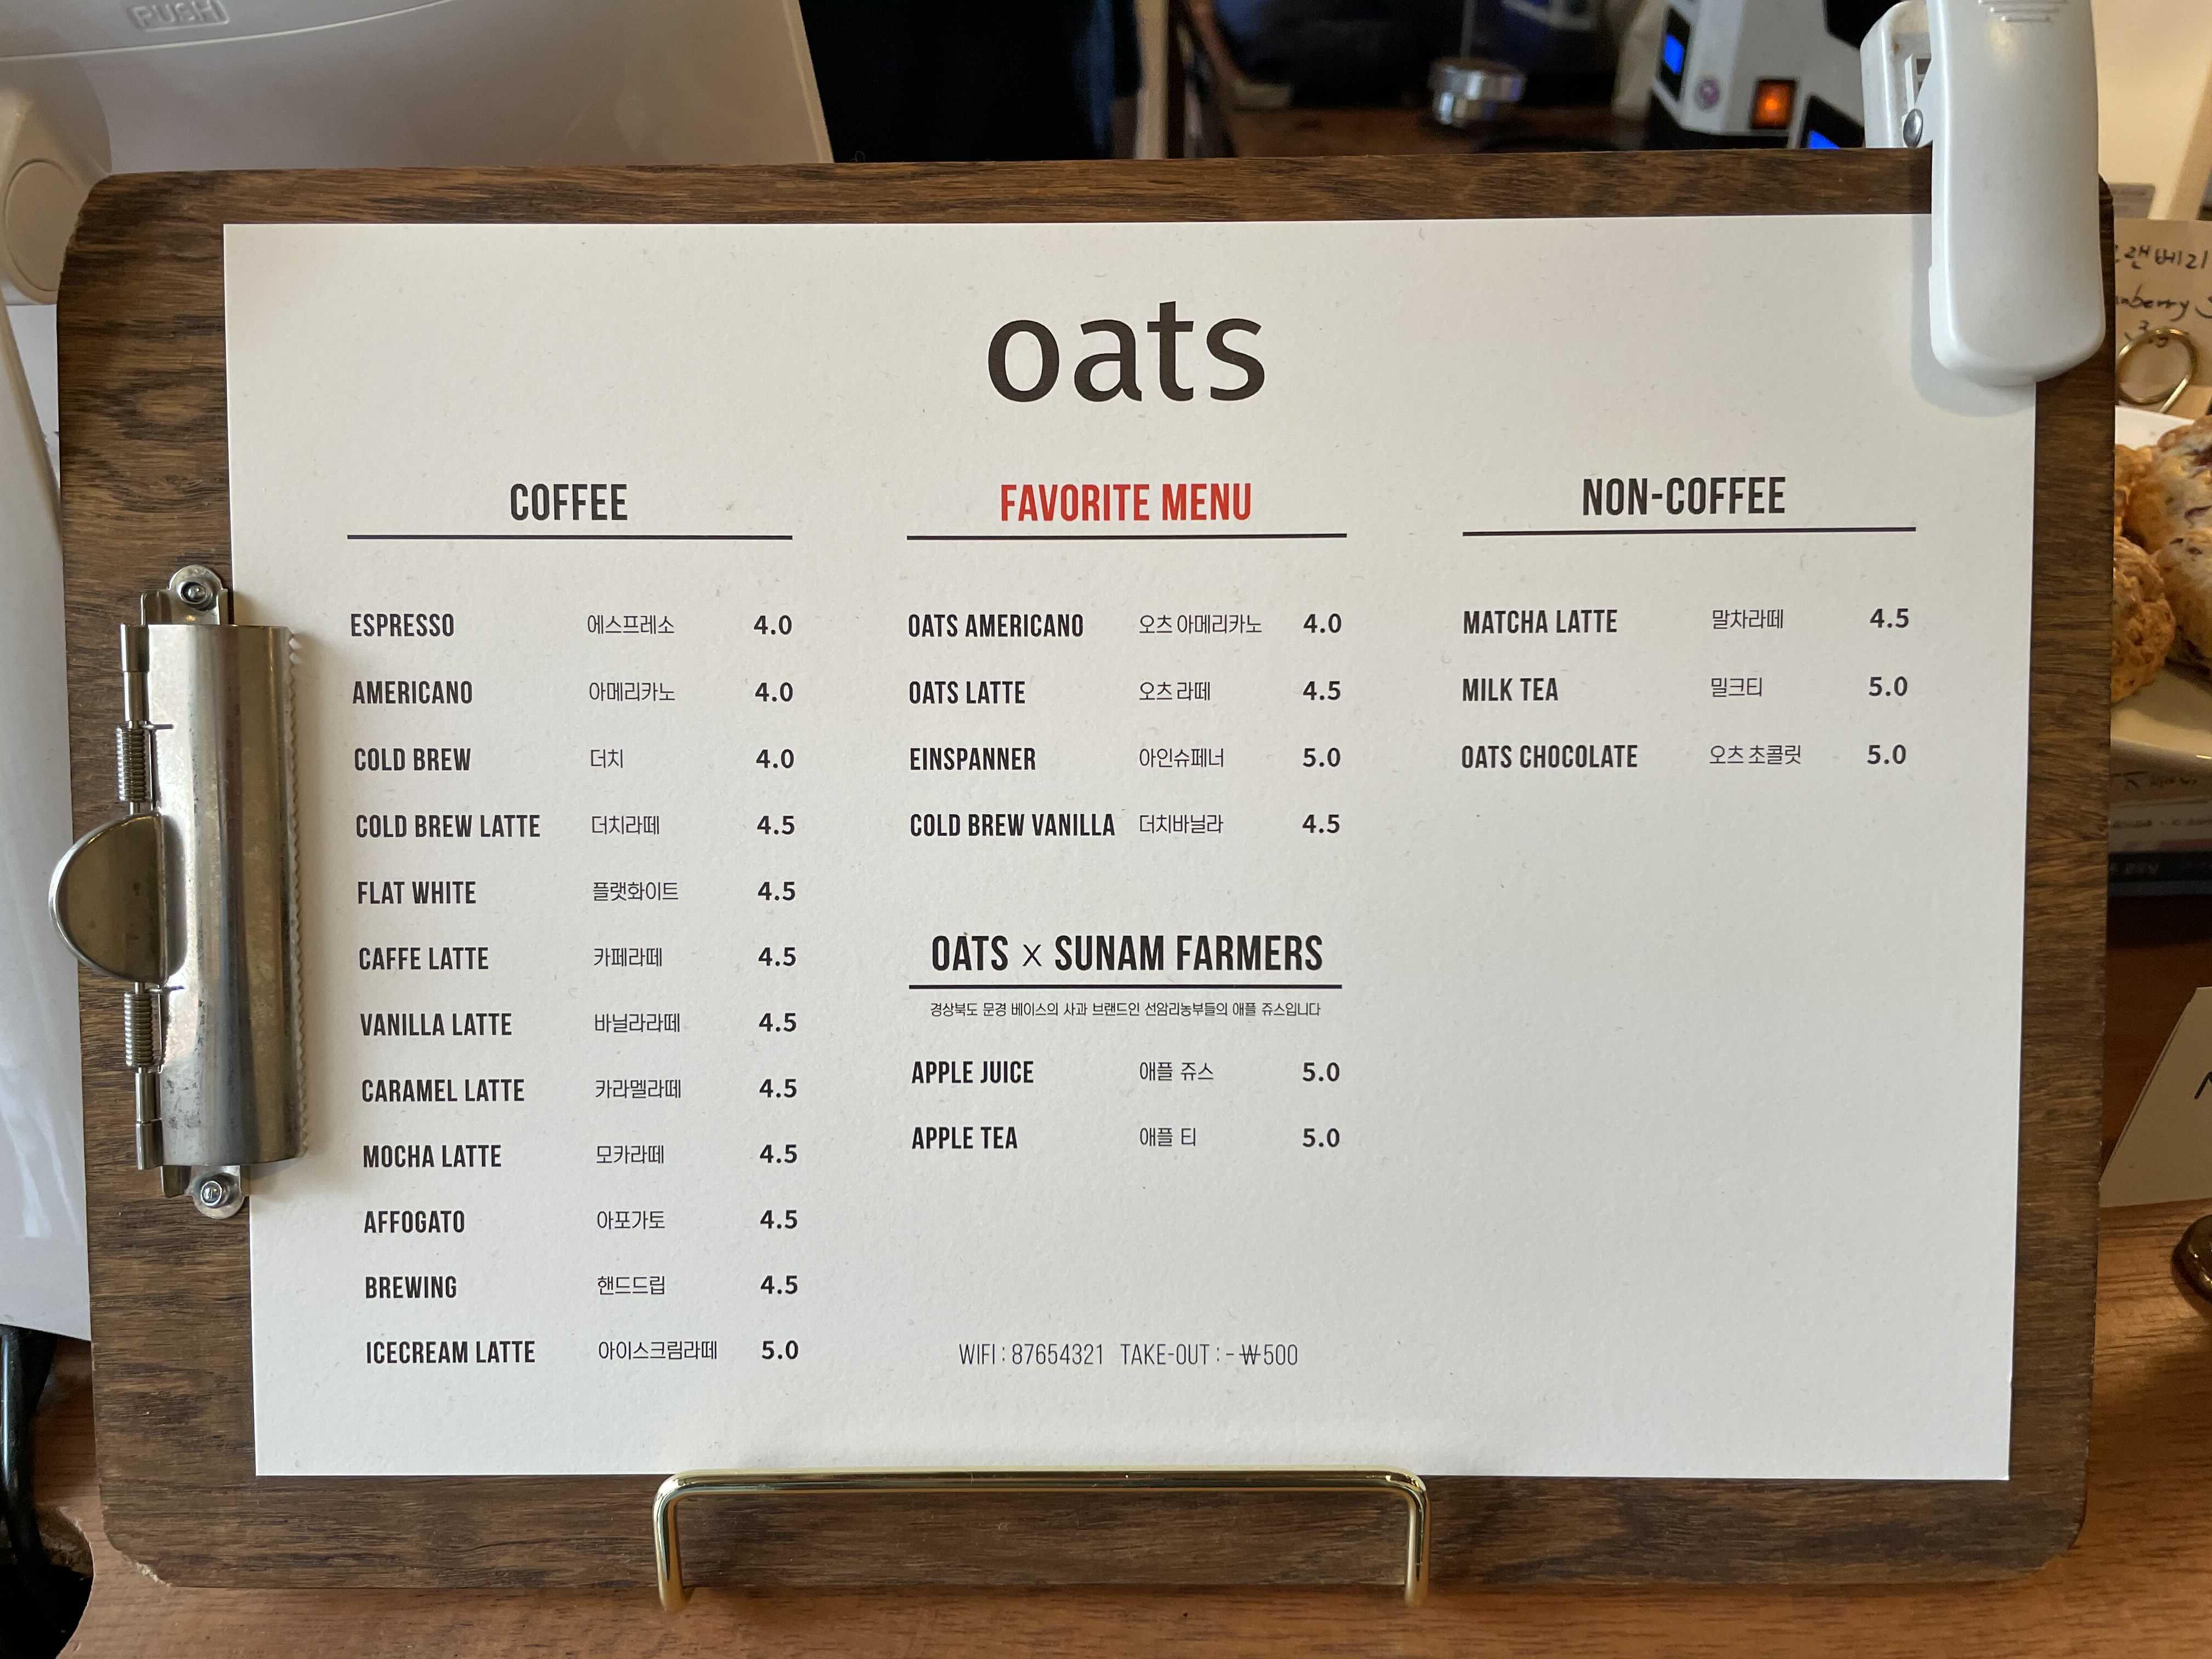 PUSH
oats
COFFEE
ESPRESSO 에스프레소 4.0
AMERICANO 아메리카노 4.0
COLD BREW 더치 4.0
COLD BREW LATTE 더치라떼 4.5
FLAT WHITE 플랫화이트 4.5
CAFFE LATTE 카페라떼 4.5
VANILLA LATTE 바닐라라떼 4.5
CARAMEL LATTE 카라멜라떼 4.5
MOCHA LATTE 모카라떼 4.5
AFFOGATO 아포가토 4.5
BREWING 핸드드립 4.5
ICECREAM LATTE 아이스크림라떼 5.0
FAVORITE MENU
OATS AMERICANO 오츠 아메리카노 4.0
OATS LATTE 오츠 라떼 4.5
EINSPANNER 아인슈페너 5.0
COLD BREW VANILLA 더치바닐라 4.5
OATS X SUNAM FARMERS
경상북도 문경 베이스의 사과 브랜드인 선암리농부들의 애플 쥬스입니다
APPLE JUICE 애플 쥬스 5.0
APPLE TEA 애플 티 5.0
WIFI : 87654321 TAKE-OUT : - ₩500
NON-COFFEE
MATCHA LATTE 말차라떼 4.5
MILK TEA 밀크티 5.0
OATS CHOCOLATE 오츠 초콜릿 5.0